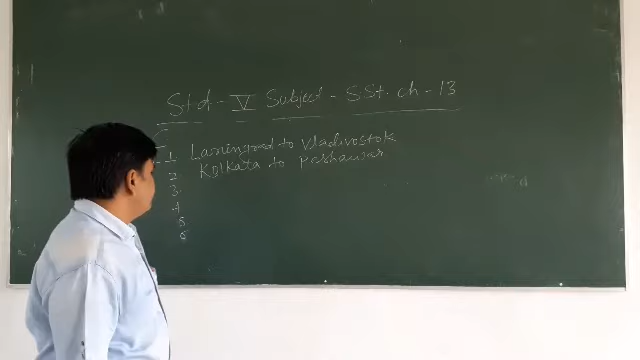 Std - V Subject - S.St. ch - 13
1. Leningrad to Vladivostok
2 Kolkata to Peshawar
3
4
5
6